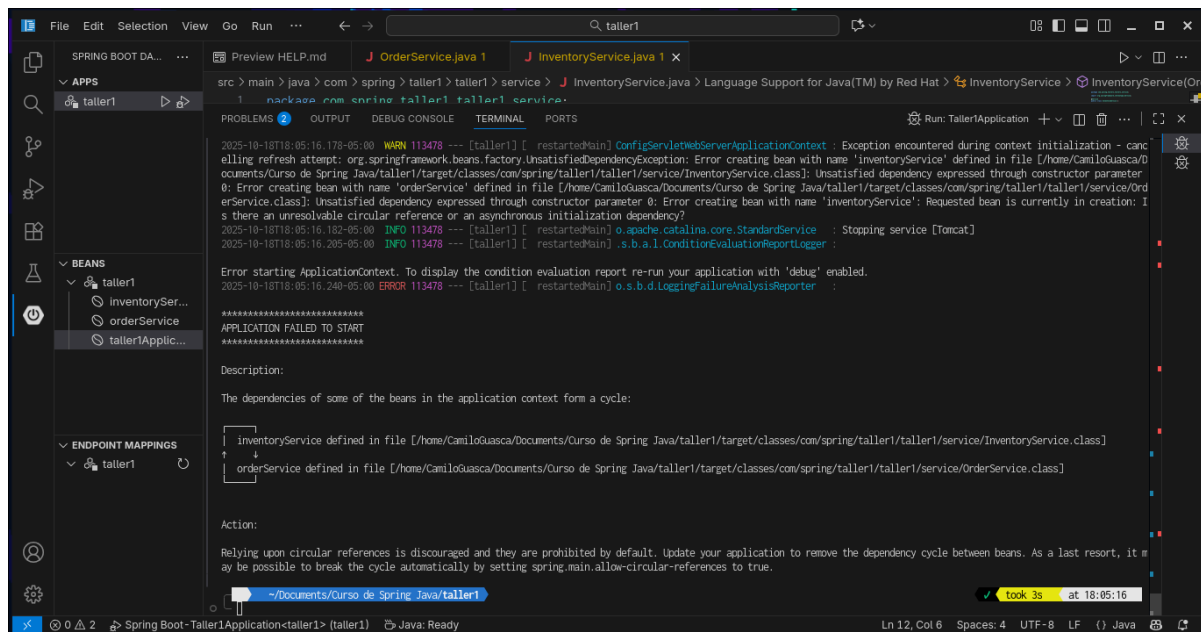 File Edit Selection View Go Run ··· taller1
SPRING BOOT DA... ···
APPS
taller1
BEANS
taller1
inventorySer...
orderService
taller1Applic...
ENDPOINT MAPPINGS
taller1
Preview HELP.md J OrderService.java 1 J InventoryService.java 1
src > main > java > com > spring > taller1 > taller1 > service > J InventoryService.java > Language Support for Java(TM) by Red Hat > InventoryService > InventoryService(Or
1 package com.spring.taller1.taller1.service;
PROBLEMS 2 OUTPUT DEBUG CONSOLE TERMINAL PORTS Run: Taller1Application
2025-10-18T18:05:16.178-05:00 WARN 113478 --- [taller1] [ restartedMain] ConfigServletWebServerApplicationContext : Exception encountered during context initialization - canc
elling refresh attempt: org.springframework.beans.factory.UnsatisfiedDependencyException: Error creating bean with name 'inventoryService' defined in file [/home/CamiloGuasca/D
ocuments/Curso de Spring Java/taller1/target/classes/com/spring/taller1/taller1/service/InventoryService.class]: Unsatisfied dependency expressed through constructor parameter
0: Error creating bean with name 'orderService' defined in file [/home/CamiloGuasca/Documents/Curso de Spring Java/taller1/target/classes/com/spring/taller1/taller1/service/Ord
erService.class]: Unsatisfied dependency expressed through constructor parameter 0: Error creating bean with name 'inventoryService': Requested bean is currently in creation: I
s there an unresolvable circular reference or an asynchronous initialization dependency?
2025-10-18T18:05:16.182-05:00 INFO 113478 --- [taller1] [ restartedMain] o.apache.catalina.core.StandardService : Stopping service [Tomcat]
2025-10-18T18:05:16.205-05:00 INFO 113478 --- [taller1] [ restartedMain] .s.b.a.l.ConditionEvaluationReportLogger :
Error starting ApplicationContext. To display the condition evaluation report re-run your application with 'debug' enabled.
2025-10-18T18:05:16.240-05:00 ERROR 113478 --- [taller1] [ restartedMain] o.s.b.d.LoggingFailureAnalysisReporter :
***************************
APPLICATION FAILED TO START
***************************
Description:
The dependencies of some of the beans in the application context form a cycle:
┌─────┐
| inventoryService defined in file [/home/CamiloGuasca/Documents/Curso de Spring Java/taller1/target/classes/com/spring/taller1/taller1/service/InventoryService.class]
↑ ↓
| orderService defined in file [/home/CamiloGuasca/Documents/Curso de Spring Java/taller1/target/classes/com/spring/taller1/taller1/service/OrderService.class]
└─────┘
Action:
Relying upon circular references is discouraged and they are prohibited by default. Update your application to remove the dependency cycle between beans. As a last resort, it m
ay be possible to break the cycle automatically by setting spring.main.allow-circular-references to true.
~/Documents/Curso de Spring Java/taller1 ✓ took 3s at 18:05:16
0 2 Spring Boot-Taller1Application<taller1> (taller1) Java: Ready Ln 12, Col 6 Spaces: 4 UTF-8 LF {} Java